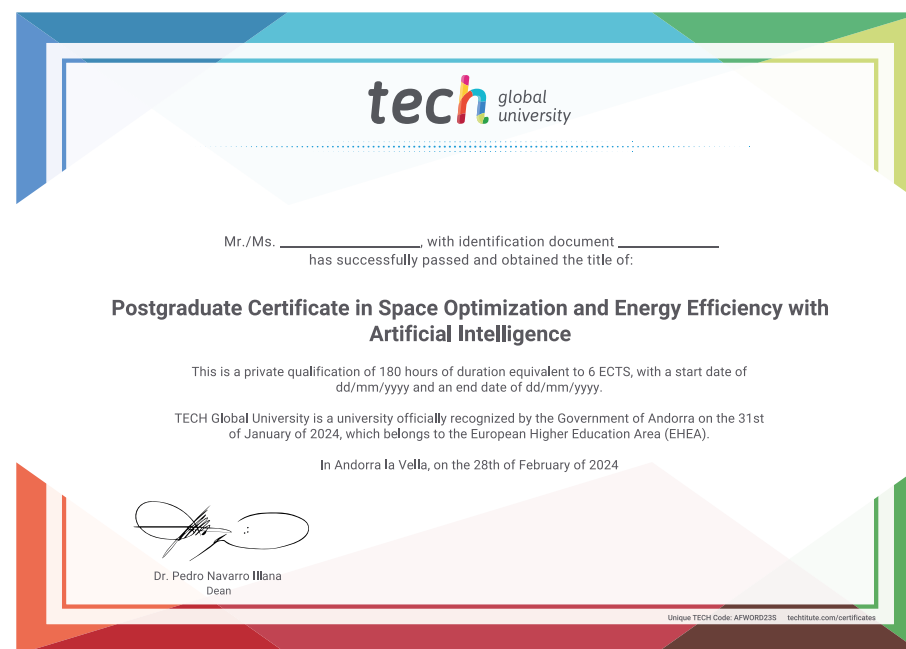 tech global university
Mr./Ms. ____________________, with identification document ______________
has successfully passed and obtained the title of:
Postgraduate Certificate in Space Optimization and Energy Efficiency with
Artificial Intelligence
This is a private qualification of 180 hours of duration equivalent to 6 ECTS, with a start date of
dd/mm/yyyy and an end date of dd/mm/yyyy.
TECH Global University is a university officially recognized by the Government of Andorra on the 31st
of January of 2024, which belongs to the European Higher Education Area (EHEA).
In Andorra la Vella, on the 28th of February of 2024
Dr. Pedro Navarro Illana
Dean
Unique TECH Code: AFWORD23S techtitute.com/certificates